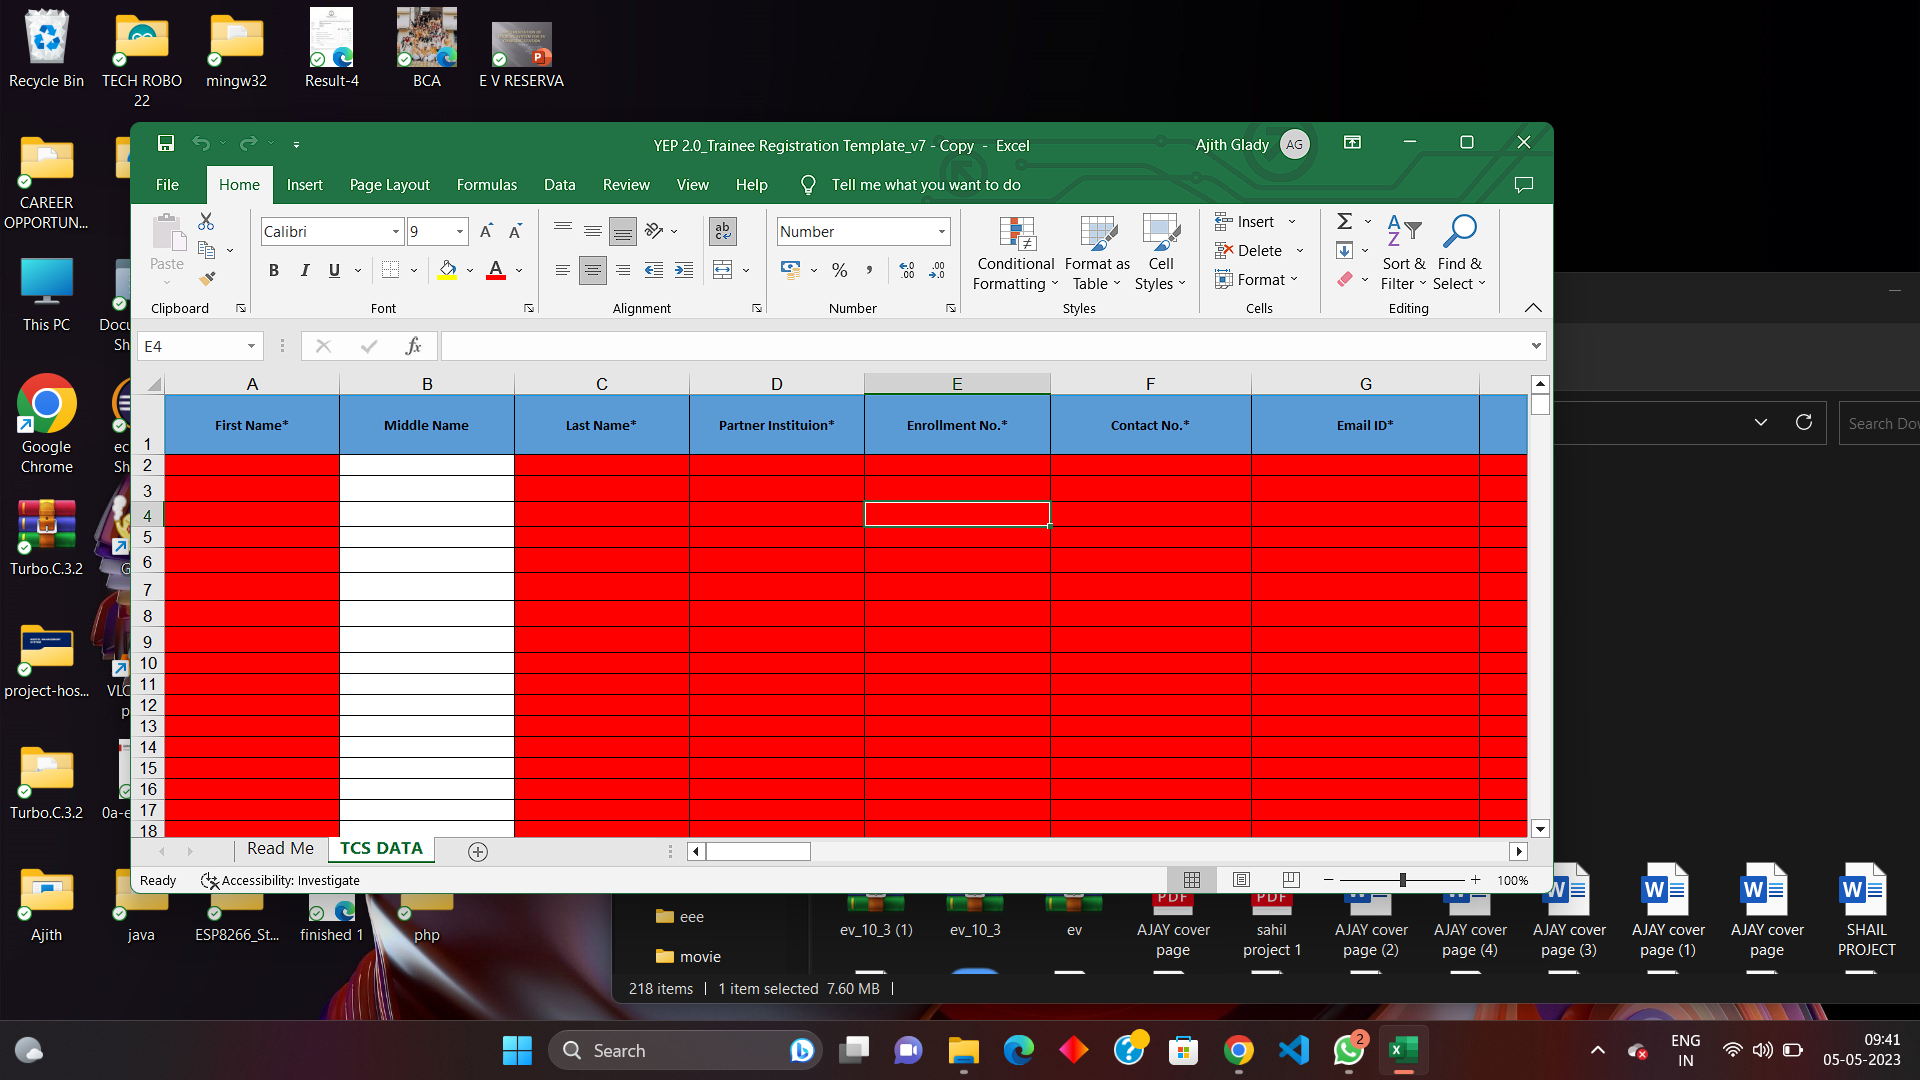 Recycle Bin
TECH ROBO
22
mingw32
Result-4
BCA
E V RESERVA
CAREER
OPPORTUN...
This PC
Google
Chrome
Turbo.C.3.2
project-hos...
Turbo.C.3.2
Ajith
java
ESP8266_St...
finished 1
php
YEP 2.0_Trainee Registration Template_v7 - Copy - Excel
Ajith Glady
AG
File Home Insert Page Layout Formulas Data Review View Help Tell me what you want to do
Paste
Clipboard
Calibri 9
B I U A
Font
ab
Alignment
Number
% ,
Number
Conditional
Formatting
Format as
Table
Cell
Styles
Styles
Insert
Delete
Format
Cells
Sort &
Filter
Find &
Select
Editing
E4
fx
A B C D E F G
1 First Name* Middle Name Last Name* Partner Instituion* Enrollment No.* Contact No.* Email ID*
2
3
4
5
6
7
8
9
10
11
12
13
14
15
16
17
18
Read Me TCS DATA
Ready Accessibility: Investigate 100%
Search Dow
eee
movie
ev_10_3 (1)
ev_10_3
ev
AJAY cover
page
sahil
project 1
AJAY cover
page (2)
AJAY cover
page (4)
AJAY cover
page (3)
AJAY cover
page (1)
AJAY cover
page
SHAIL
PROJECT
218 items 1 item selected 7.60 MB
Search
2
ENG
IN
09:41
05-05-2023